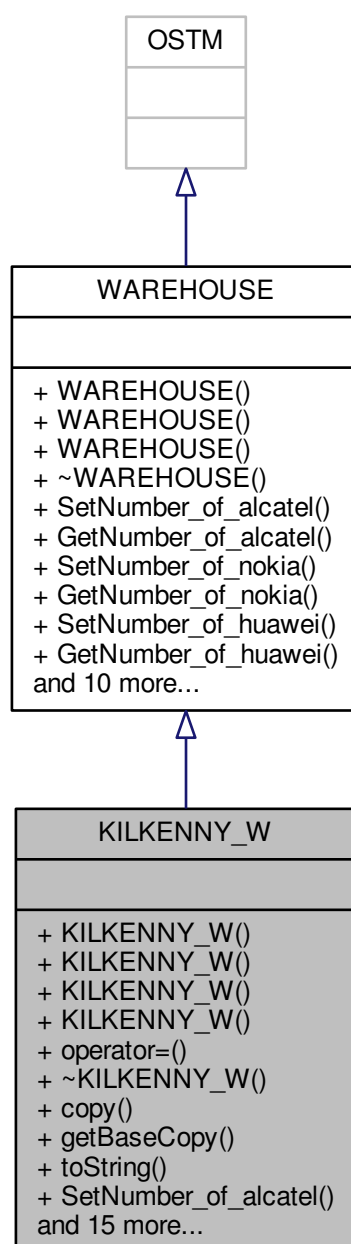 OSTM
WAREHOUSE
+ WAREHOUSE()
+ WAREHOUSE()
+ WAREHOUSE()
+ ~WAREHOUSE()
+ SetNumber_of_alcatel()
+ GetNumber_of_alcatel()
+ SetNumber_of_nokia()
+ GetNumber_of_nokia()
+ SetNumber_of_huawei()
+ GetNumber_of_huawei()
and 10 more...
KILKENNY_W
+ KILKENNY_W()
+ KILKENNY_W()
+ KILKENNY_W()
+ KILKENNY_W()
+ operator=()
+ ~KILKENNY_W()
+ copy()
+ getBaseCopy()
+ toString()
+ SetNumber_of_alcatel()
and 15 more...